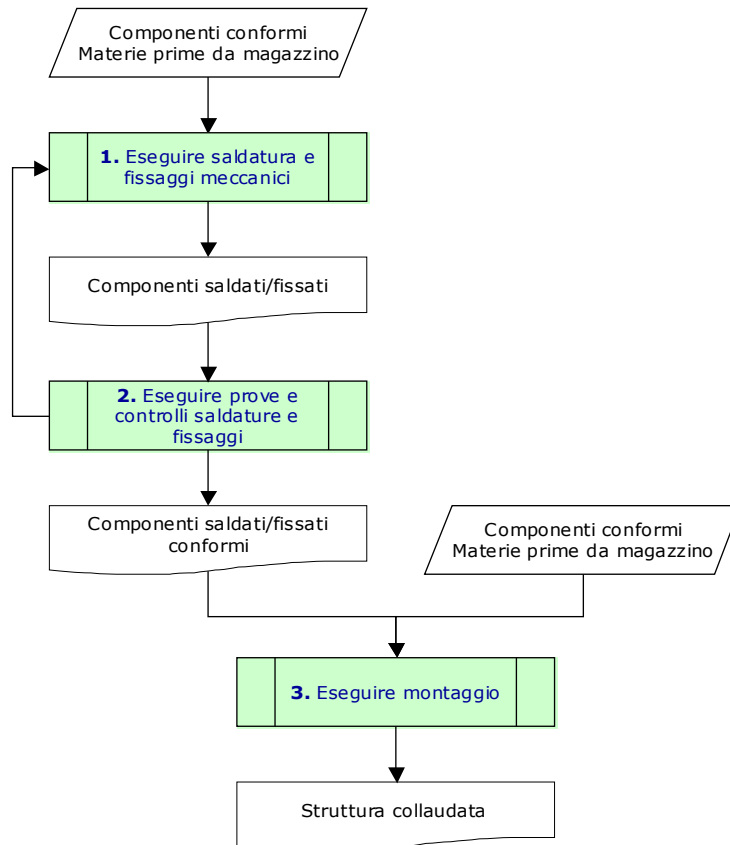 Componenti conformi
Materie prime da magazzino
1. Eseguire saldatura e
fissaggi meccanici
Componenti saldati/fissati
2. Eseguire prove e
controlli saldature e
fissaggi
Componenti saldati/fissati
conformi
Componenti conformi
Materie prime da magazzino
3. Eseguire montaggio
Struttura collaudata